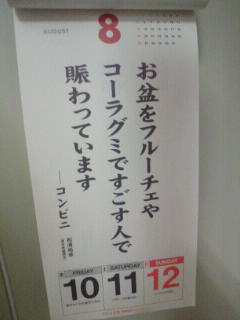 AUGUST
8
お盆をフルーチェや
コーラグミですごす人で
賑わっています
──コンビニ
FRIDAY
10
SATURDAY
11
SUNDAY
12